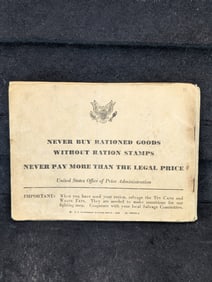 NEVER BUY RATIONED GOODS
WITHOUT RATION STAMPS
NEVER PAY MORE THAN THE LEGAL PRICE
United States Office of Price Administration
IMPORTANT: When you have used your ration, salvage the TIN CANS and
WASTE FATS. They are needed to make munitions for our
fighting men. Cooperate with your local Salvage Committee.